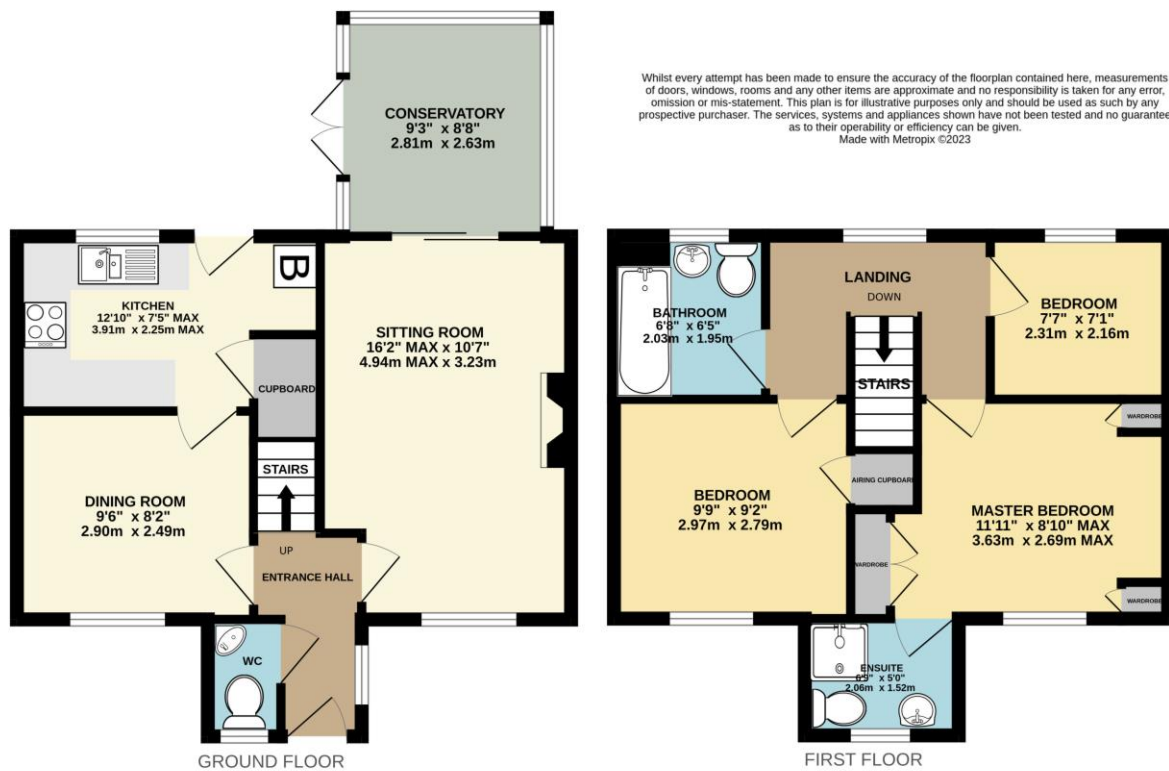 CONSERVATORY
9'3" x 8'8"
2.81m x 2.63m
Whilst every attempt has been made to ensure the accuracy of the floorplan contained here, measurements
of doors, windows, rooms and any other items are approximate and no responsibility is taken for any error,
omission or mis-statement. This plan is for illustrative purposes only and should be used as such by any
prospective purchaser. The services, systems and appliances shown have not been tested and no guarantee
as to their operability or efficiency can be given.
Made with Metropix ©2023
KITCHEN
12'10" x 7'5" MAX
3.91m x 2.25m MAX
B
SITTING ROOM
16'2" MAX x 10'7"
4.94m MAX x 3.23m
CUPBOARD
STAIRS
DINING ROOM
9'6" x 8'2"
2.90m x 2.49m
UP
ENTRANCE HALL
WC
GROUND FLOOR
BATHROOM
6'8" x 6'5"
2.03m x 1.95m
LANDING
DOWN
STAIRS
BEDROOM
7'7" x 7'1"
2.31m x 2.16m
WARDROBE
BEDROOM
9'9" x 9'2"
2.97m x 2.79m
AIRING CUPBOARD
MASTER BEDROOM
11'11" x 8'10" MAX
3.63m x 2.69m MAX
WARDROBE
WARDROBE
ENSUITE
6'9" x 5'0"
2.06m x 1.52m
FIRST FLOOR